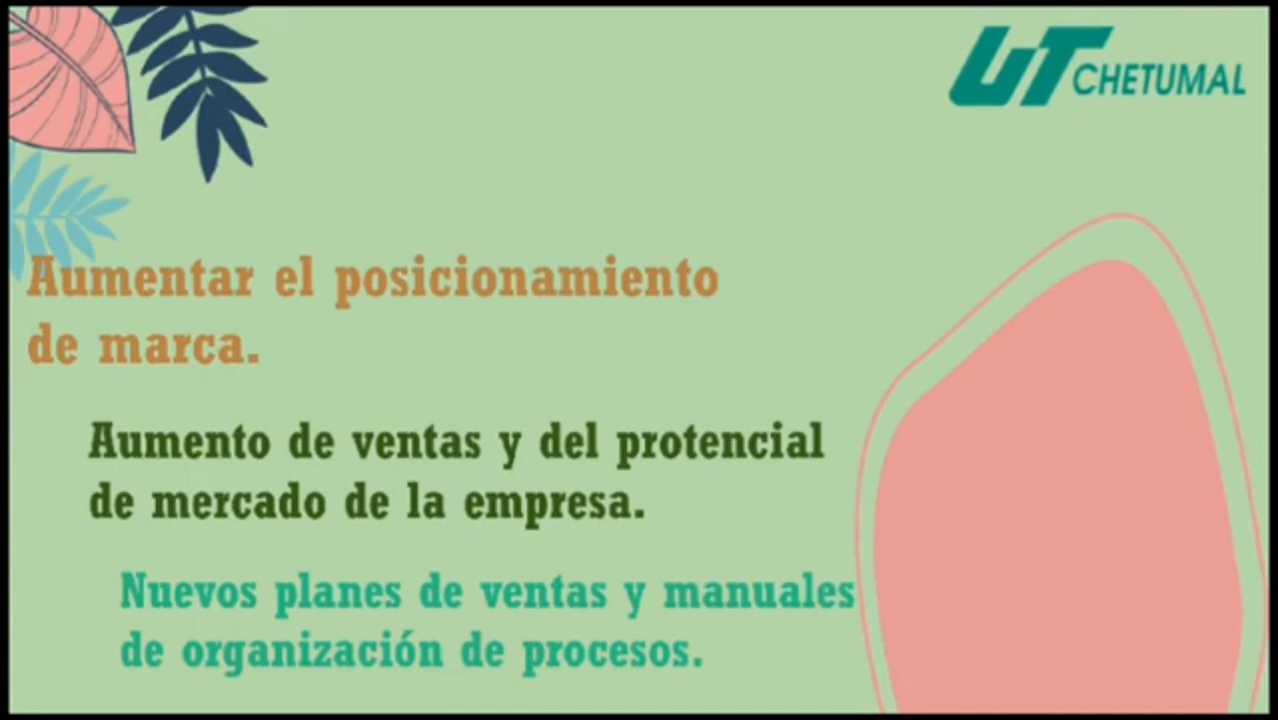 UT CHETUMAL
Aumentar el posicionamiento
de marca.
Aumento de ventas y del protencial
de mercado de la empresa.
Nuevos planes de ventas y manuales
de organización de procesos.